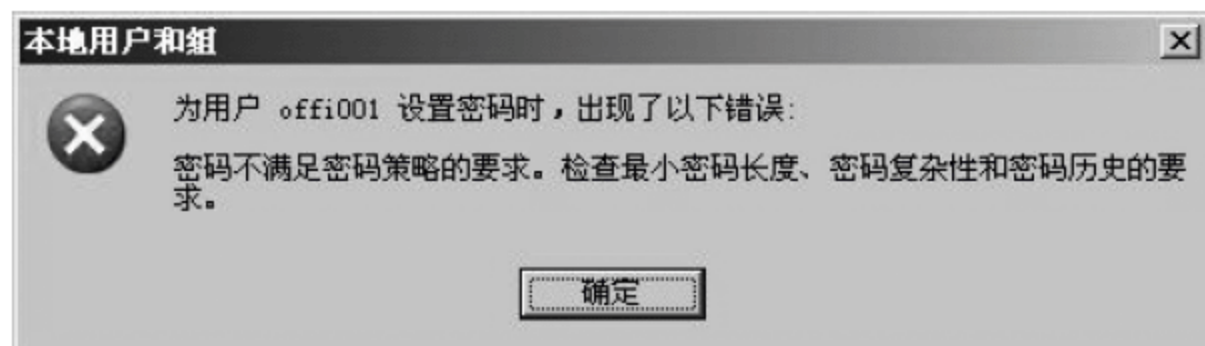 本地用户和组
为用户 offi001 设置密码时，出现了以下错误:
密码不满足密码策略的要求。检查最小密码长度、密码复杂性和密码历史的要
求。
确定